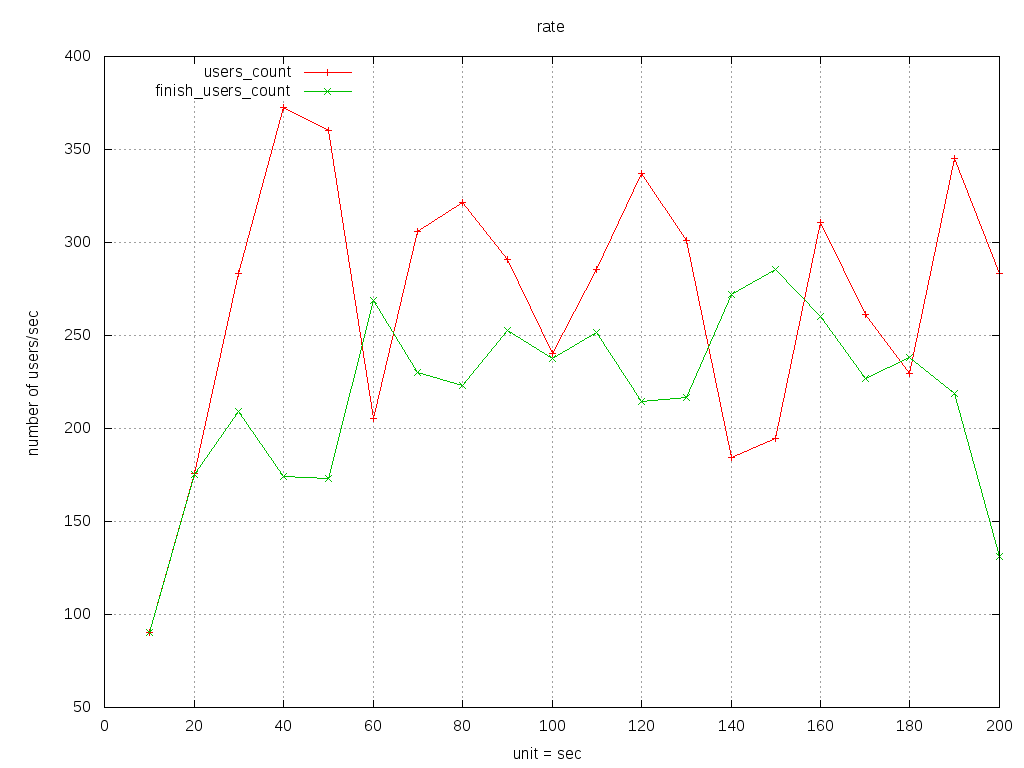 rate
400
350
300
250
200
150
100
50
users_count
finish_users_count
number of users/sec
0 20 40 60 80 100 120 140 160 180 200
unit = sec